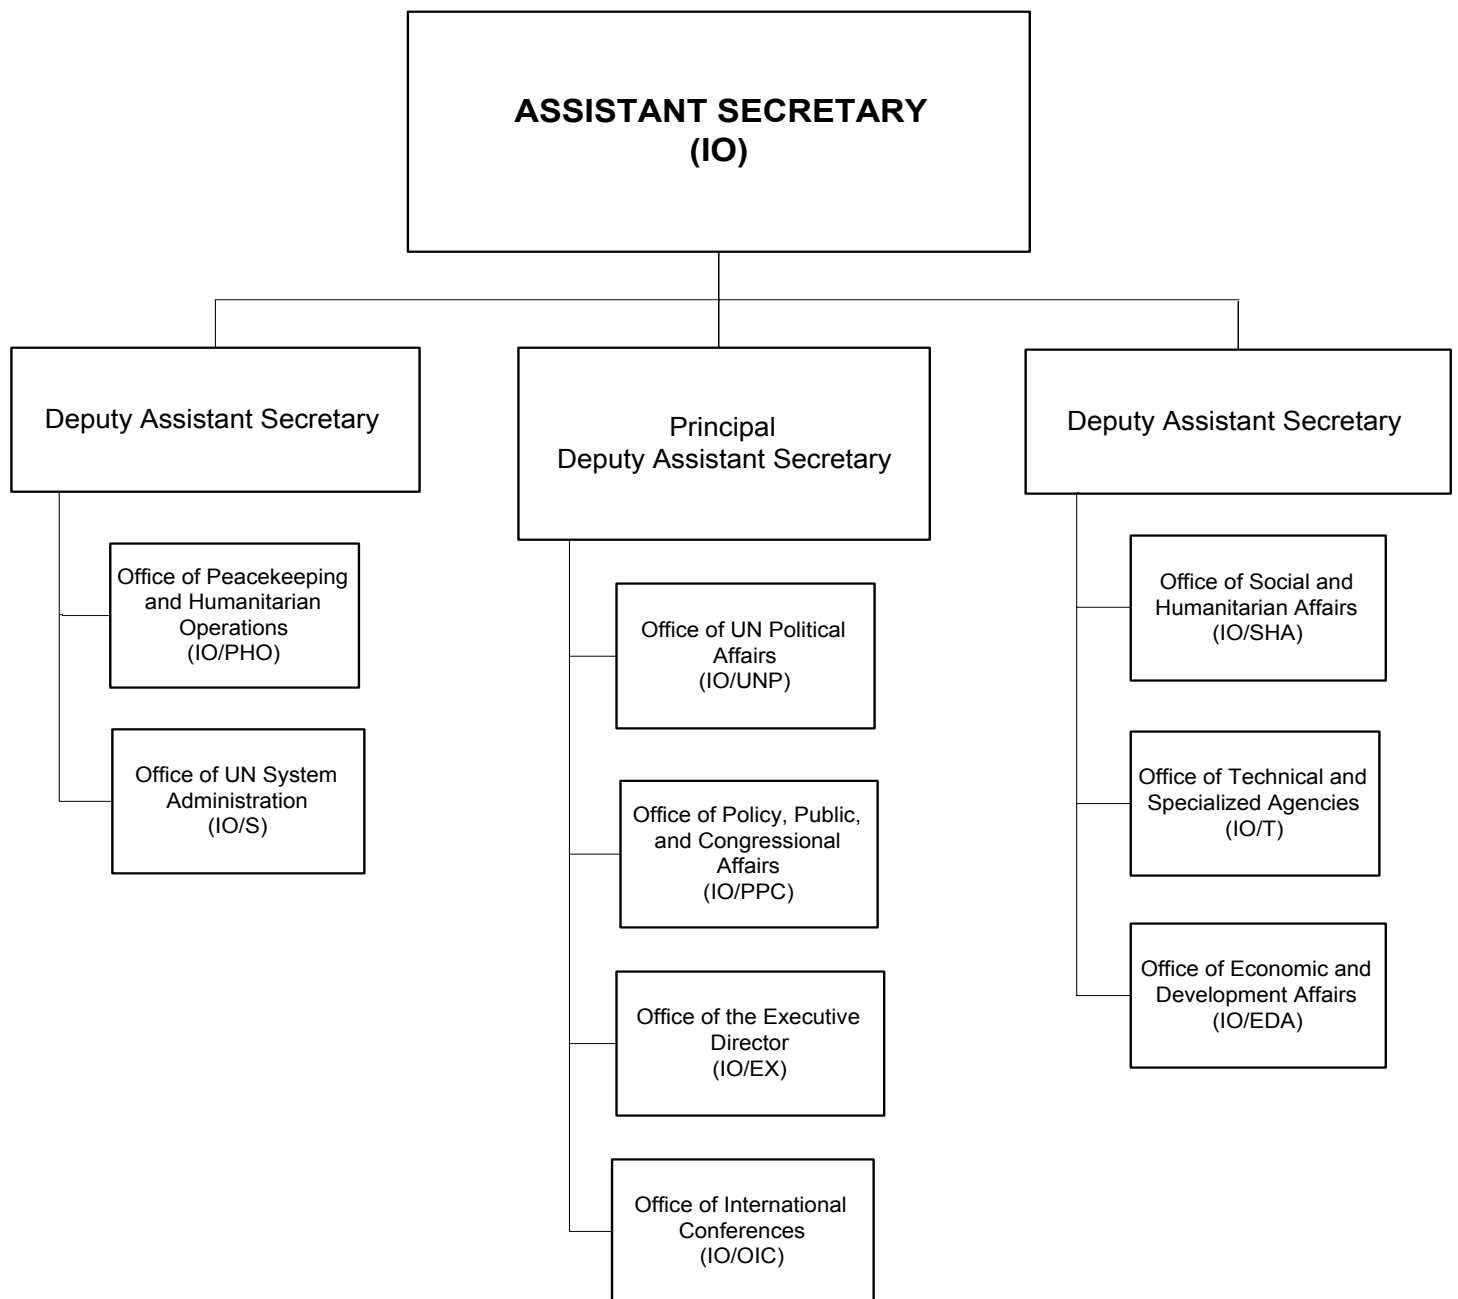 ASSISTANT SECRETARY
(IO)
Deputy Assistant Secretary
Office of Peacekeeping
and Humanitarian
Operations
(IO/PHO)
Office of UN System
Administration
(IO/S)
Principal
Deputy Assistant Secretary
Office of UN Political
Affairs
(IO/UNP)
Office of Policy, Public,
and Congressional
Affairs
(IO/PPC)
Office of the Executive
Director
(IO/EX)
Office of International
Conferences
(IO/OIC)
Deputy Assistant Secretary
Office of Social and
Humanitarian Affairs
(IO/SHA)
Office of Technical and
Specialized Agencies
(IO/T)
Office of Economic and
Development Affairs
(IO/EDA)